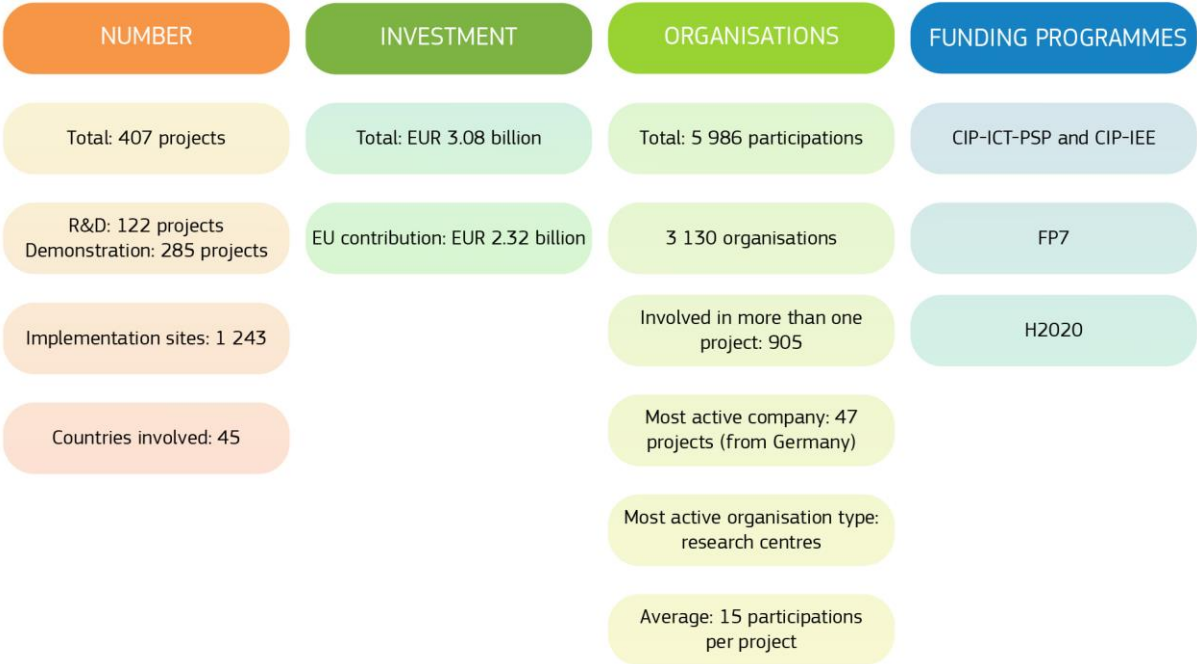 NUMBER
Total: 407 projects
R&D: 122 projects
Demonstration: 285 projects
Implementation sites: 1 243
Countries involved: 45
INVESTMENT
Total: EUR 3.08 billion
EU contribution: EUR 2.32 billion
ORGANISATIONS
Total: 5 986 participations
3 130 organisations
Involved in more than one
project: 905
Most active company: 47
projects (from Germany)
Most active organisation type:
research centres
Average: 15 participations
per project
FUNDING PROGRAMMES
CIP-ICT-PSP and CIP-IEE
FP7
H2020